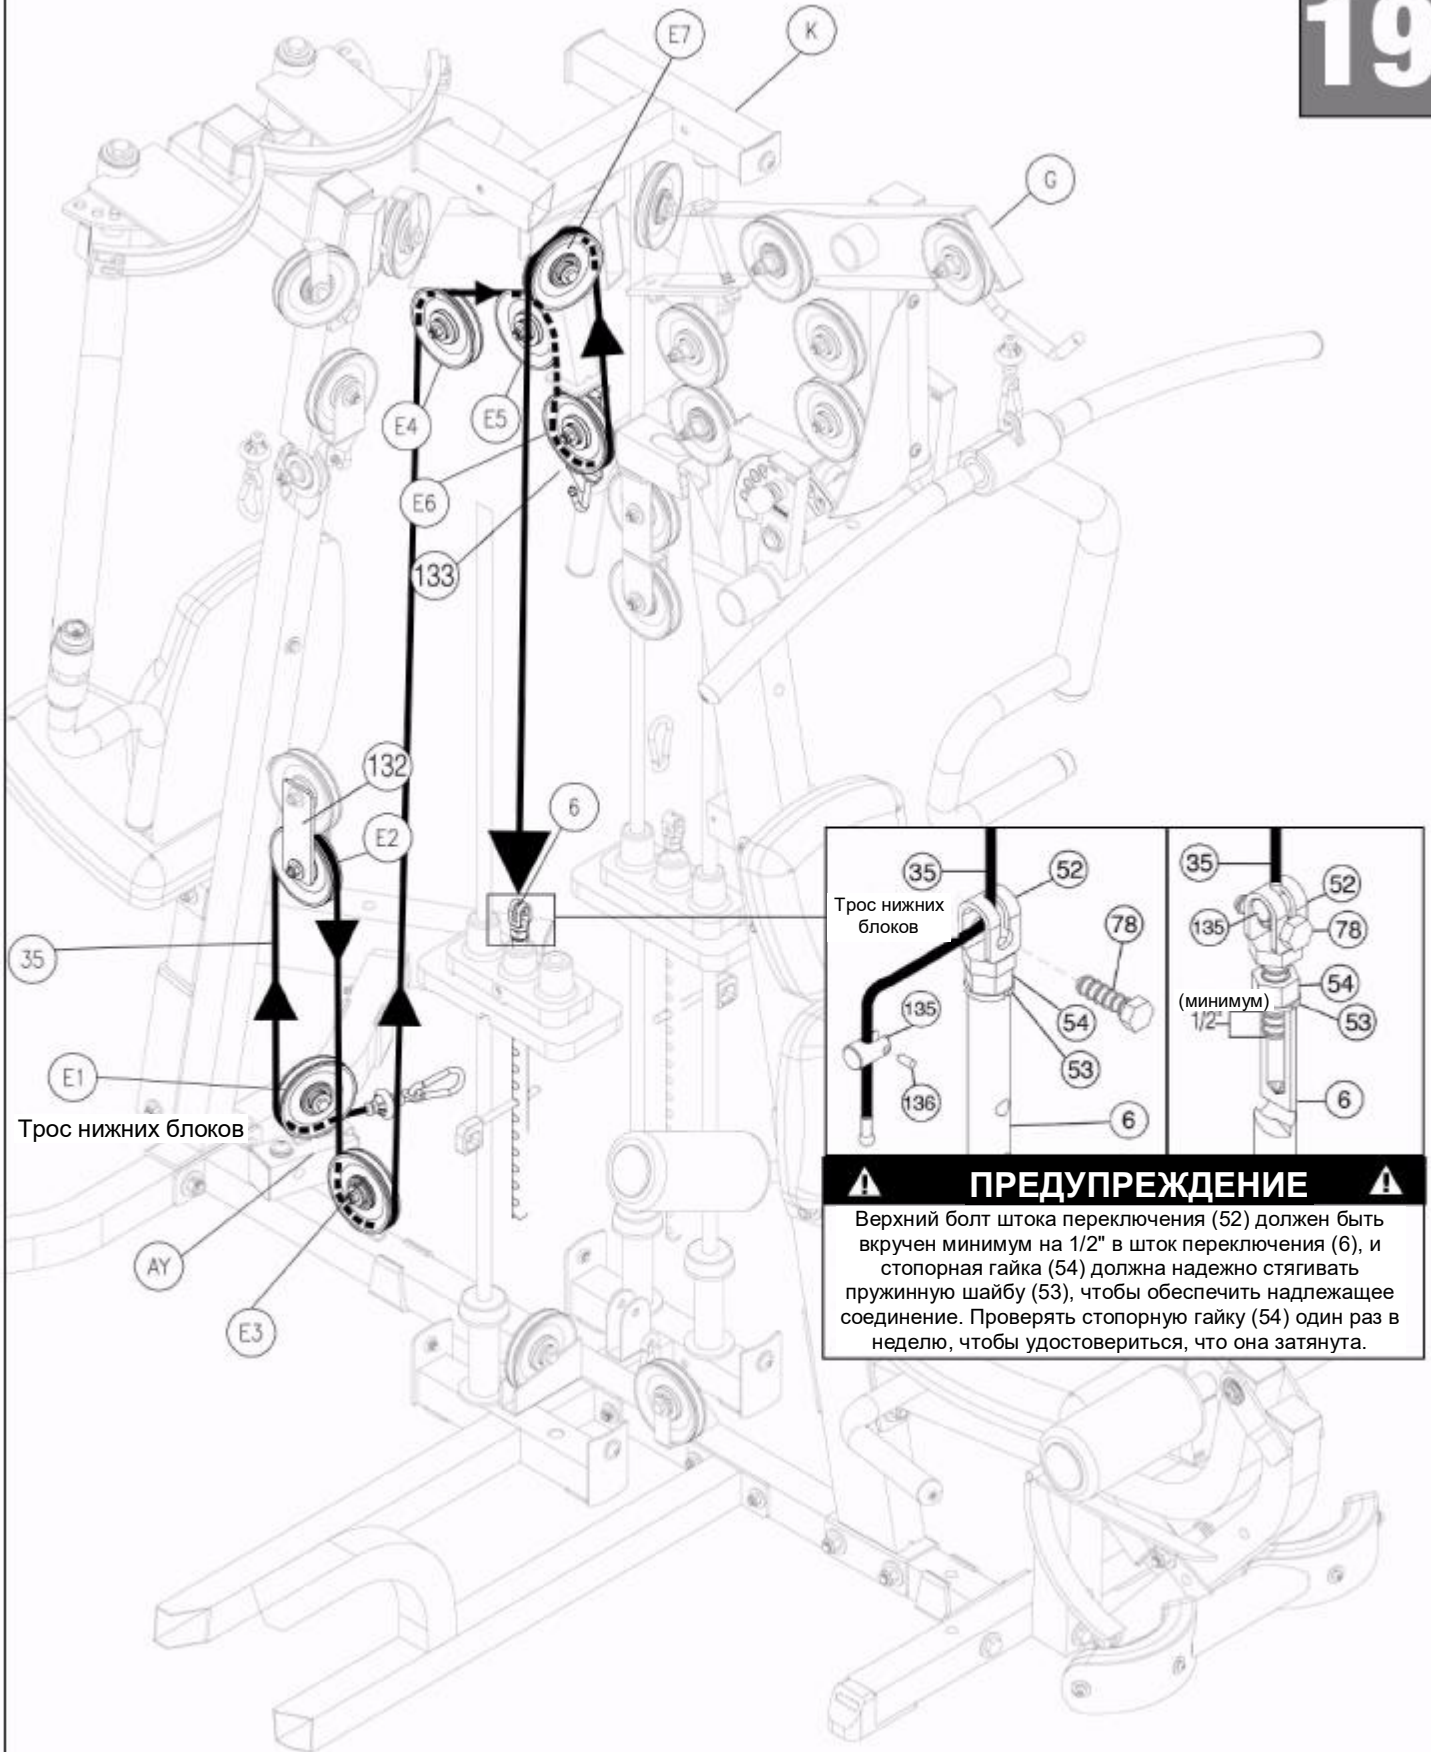 19
E7
K
G
E4
E5
E6
133
132
6
E2
35
E1
Трос нижних блоков
AY
E3
35
52
Трос нижних
блоков
78
135
54
53
136
6
35
52
135
78
54
(минимум)
1/2"
53
6
ПРЕДУПРЕЖДЕНИЕ
Верхний болт штока переключения (52) должен быть
вкручен минимум на 1/2" в шток переключения (6), и
стопорная гайка (54) должна надежно стягивать
пружинную шайбу (53), чтобы обеспечить надлежащее
соединение. Проверять стопорную гайку (54) один раз в
неделю, чтобы удостовериться, что она затянута.